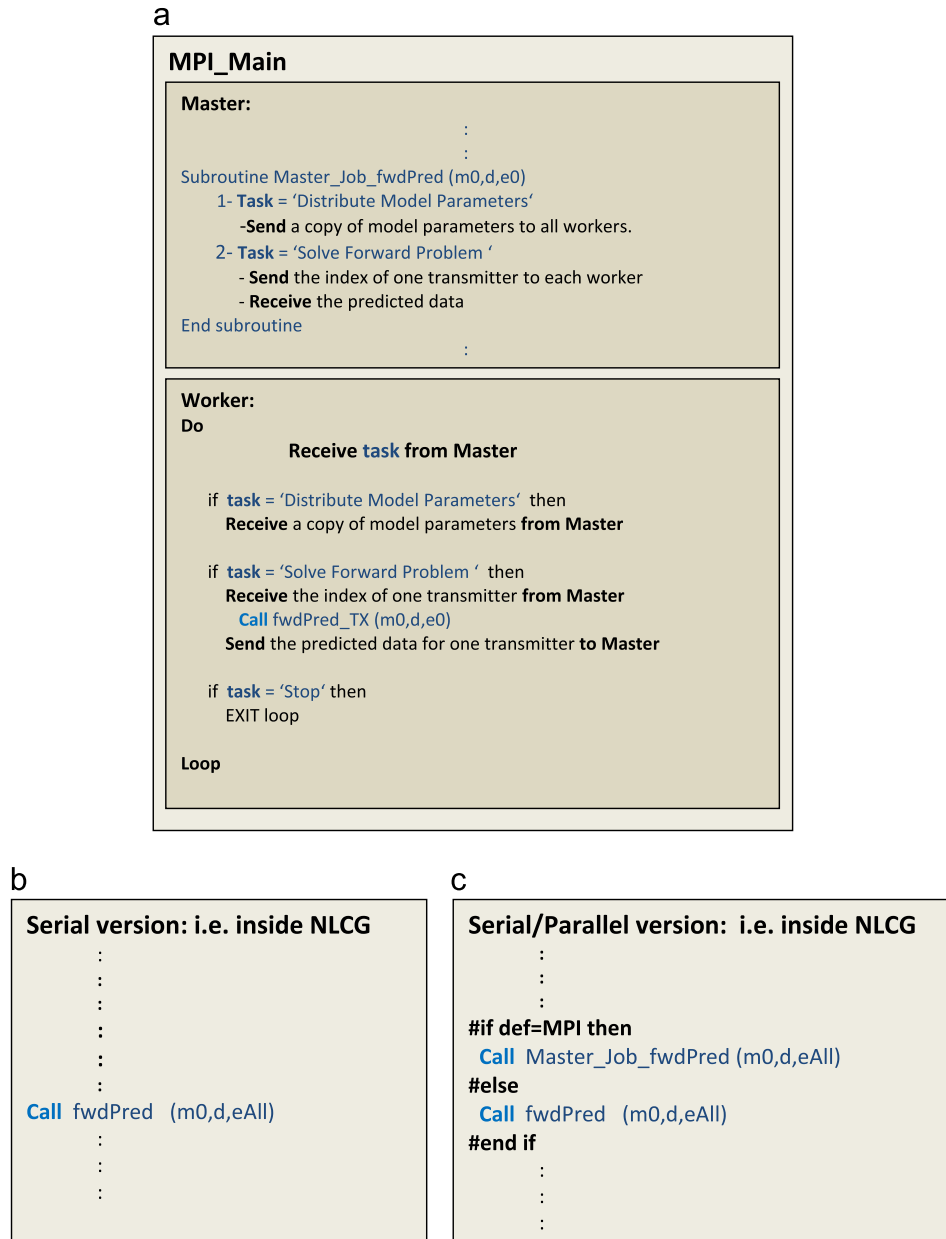 a
MPI_Main
Master:
:
:
Subroutine Master_Job_fwdPred (m0,d,e0)
1- Task = ‘Distribute Model Parameters‘
-Send a copy of model parameters to all workers.
2- Task = ‘Solve Forward Problem ‘
- Send the index of one transmitter to each worker
- Receive the predicted data
End subroutine
:
Worker:
Do
Receive task from Master
if task = ‘Distribute Model Parameters‘ then
Receive a copy of model parameters from Master
if task = ‘Solve Forward Problem ‘ then
Receive the index of one transmitter from Master
Call fwdPred_TX (m0,d,e0)
Send the predicted data for one transmitter to Master
if task = ‘Stop‘ then
EXIT loop
Loop
b
Serial version: i.e. inside NLCG
:
:
:
:
:
:
Call fwdPred (m0,d,eAll)
:
:
:
c
Serial/Parallel version: i.e. inside NLCG
:
:
:
#if def=MPI then
Call Master_Job_fwdPred (m0,d,eAll)
#else
Call fwdPred (m0,d,eAll)
#end if
:
:
: